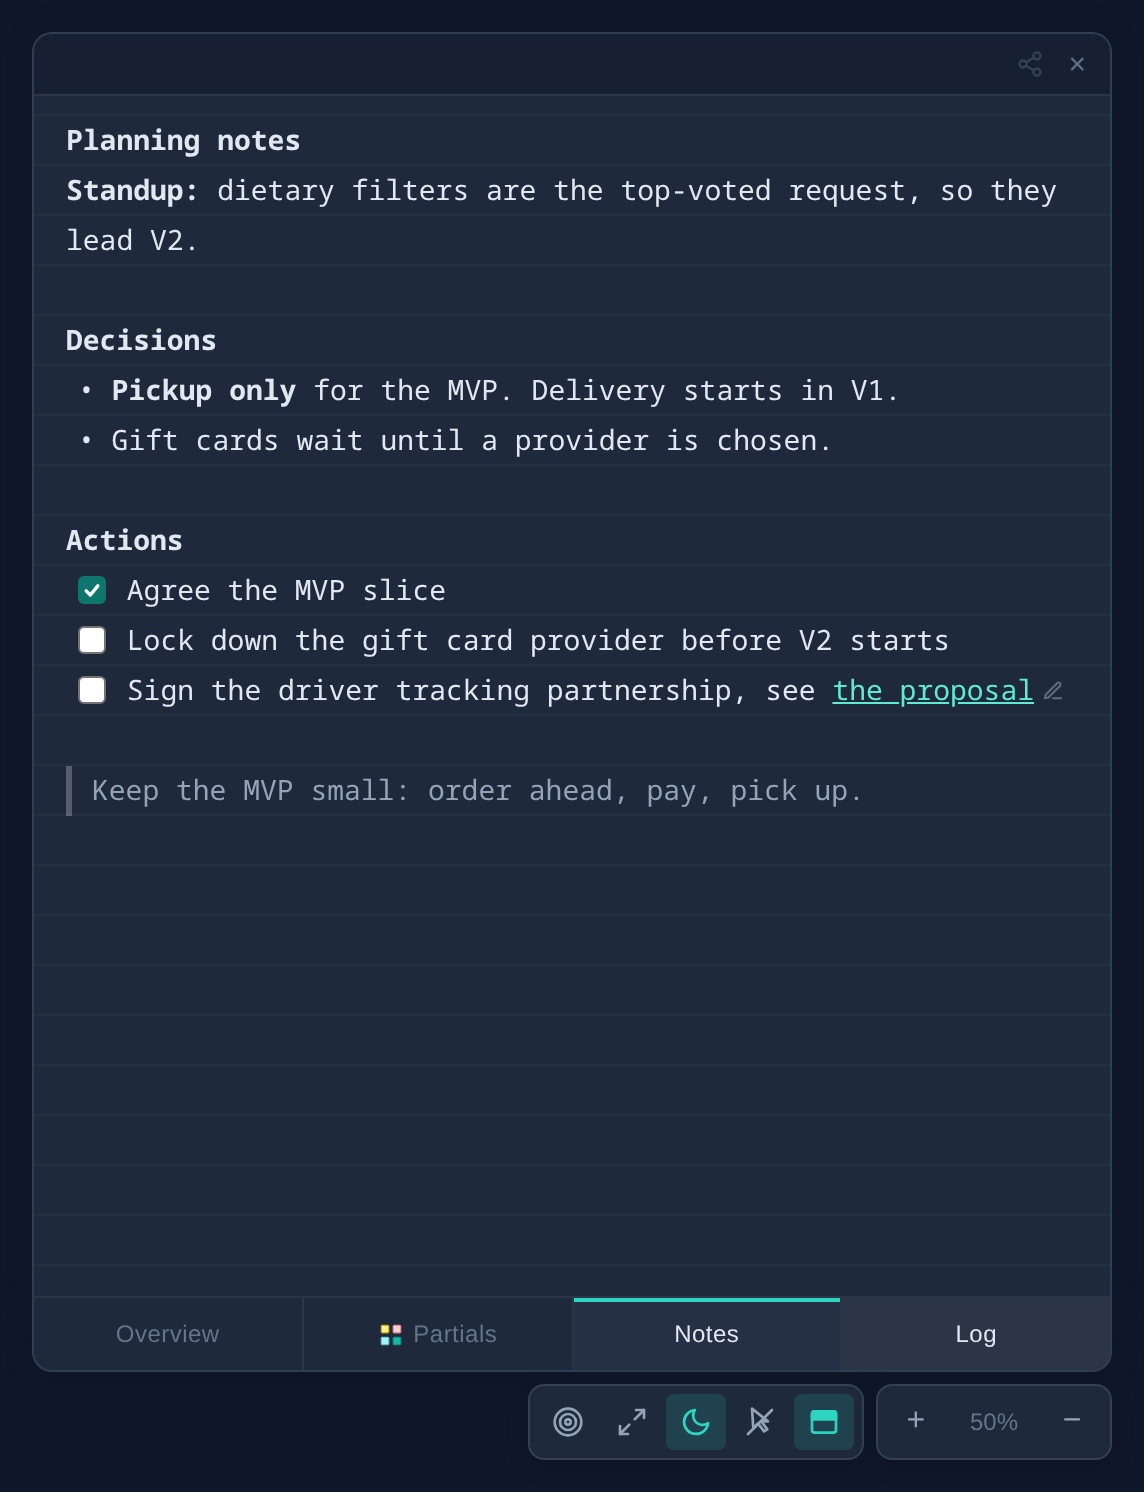 Planning notes
Standup: dietary filters are the top-voted request, so they
lead V2.
Decisions
• Pickup only for the MVP. Delivery starts in V1.
• Gift cards wait until a provider is chosen.
Actions
Agree the MVP slice
Lock down the gift card provider before V2 starts
Sign the driver tracking partnership, see the proposal
Keep the MVP small: order ahead, pay, pick up.
Overview Partials Notes Log
+ 50% −